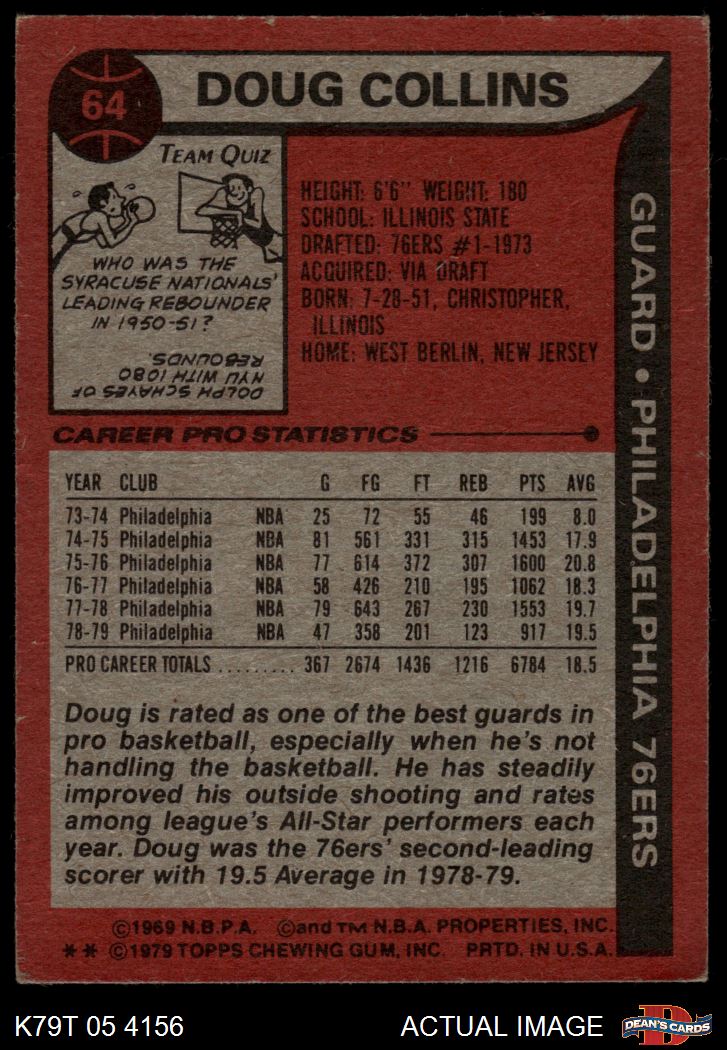 64
DOUG COLLINS
TEAM QUIZ
WHO WAS THE
SYRACUSE NATIONALS'
LEADING REBOUNDER
IN 1950-51?
DOLPH SCHAYES OF
NYU WITH 1080
REBOUNDS.
HEIGHT: 6'6" WEIGHT: 180
SCHOOL: ILLINOIS STATE
DRAFTED: 76ERS #1-1973
ACQUIRED: VIA DRAFT
BORN: 7-28-51, CHRISTOPHER,
ILLINOIS
HOME: WEST BERLIN, NEW JERSEY
GUARD • PHILADELPHIA 76ERS
CAREER PRO STATISTICS
YEAR CLUB G FG FT REB PTS AVG
73-74 Philadelphia NBA 25 72 55 46 199 8.0
74-75 Philadelphia NBA 81 561 331 315 1453 17.9
75-76 Philadelphia NBA 77 614 372 307 1600 20.8
76-77 Philadelphia NBA 58 426 210 195 1062 18.3
77-78 Philadelphia NBA 79 643 267 230 1553 19.7
78-79 Philadelphia NBA 47 358 201 123 917 19.5
PRO CAREER TOTALS ......... 367 2674 1436 1216 6784 18.5
Doug is rated as one of the best guards in
pro basketball, especially when he's not
handling the basketball. He has steadily
improved his outside shooting and rates
among league's All-Star performers each
year. Doug was the 76ers' second-leading
scorer with 19.5 Average in 1978-79.
©1969 N.B.P.A. ©and TM N.B.A. PROPERTIES, INC.
** ©1979 TOPPS CHEWING GUM, INC. PRTD. IN U.S.A.
K79T 05 4156 ACTUAL IMAGE
D
DEAN'S CARDS